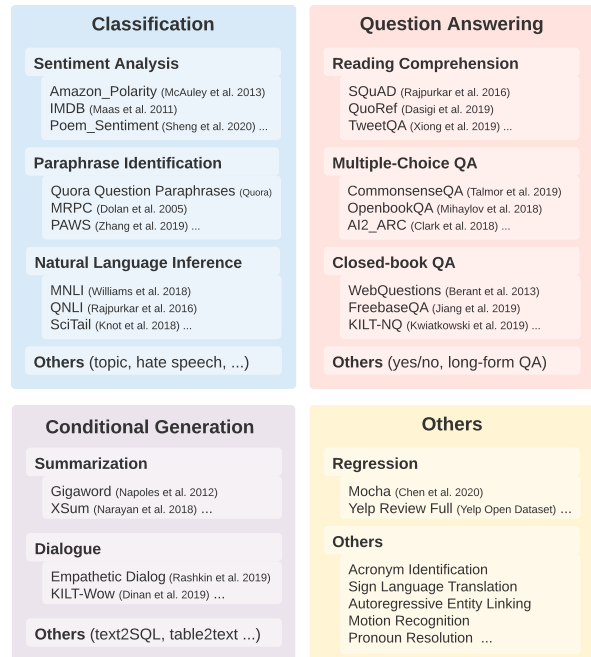 Classification
Sentiment Analysis
Amazon_Polarity (McAuley et al. 2013)
IMDB (Maas et al. 2011)
Poem_Sentiment (Sheng et al. 2020) ...
Paraphrase Identification
Quora Question Paraphrases (Quora)
MRPC (Dolan et al. 2005)
PAWS (Zhang et al. 2019) ...
Natural Language Inference
MNLI (Williams et al. 2018)
QNLI (Rajpurkar et al. 2016)
SciTail (Knot et al. 2018) ...
Others (topic, hate speech, ...)
Question Answering
Reading Comprehension
SQuAD (Rajpurkar et al. 2016)
QuoRef (Dasigi et al. 2019)
TweetQA (Xiong et al. 2019) ...
Multiple-Choice QA
CommonsenseQA (Talmor et al. 2019)
OpenbookQA (Mihaylov et al. 2018)
AI2_ARC (Clark et al. 2018) ...
Closed-book QA
WebQuestions (Berant et al. 2013)
FreebaseQA (Jiang et al. 2019)
KILT-NQ (Kwiatkowski et al. 2019) ...
Others (yes/no, long-form QA)
Conditional Generation
Summarization
Gigaword (Napoles et al. 2012)
XSum (Narayan et al. 2018) ...
Dialogue
Empathetic Dialog (Rashkin et al. 2019)
KILT-Wow (Dinan et al. 2019) ...
Others (text2SQL, table2text ...)
Others
Regression
Mocha (Chen et al. 2020)
Yelp Review Full (Yelp Open Dataset) ...
Others
Acronym Identification
Sign Language Translation
Autoregressive Entity Linking
Motion Recognition
Pronoun Resolution ...